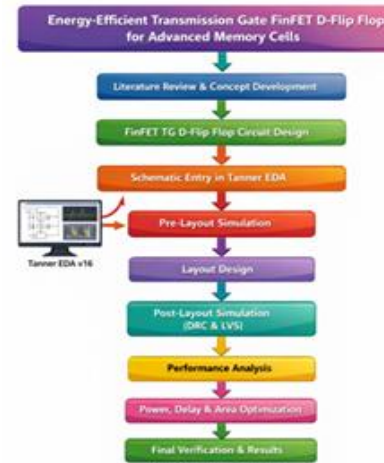 Energy-Efficient Transmission Gate FinFET D-Flip Flop
for Advanced Memory Cells
Literature Review & Concept Development
FinFET TG D-Flip Flop Circuit Design
Schematic Entry in Tanner EDA
Tanner EDA v16
Pre-Layout Simulation
Layout Design
Post-Layout Simulation
(DRC & LVS)
Performance Analysis
Power, Delay & Area Optimization
Final Verification & Results